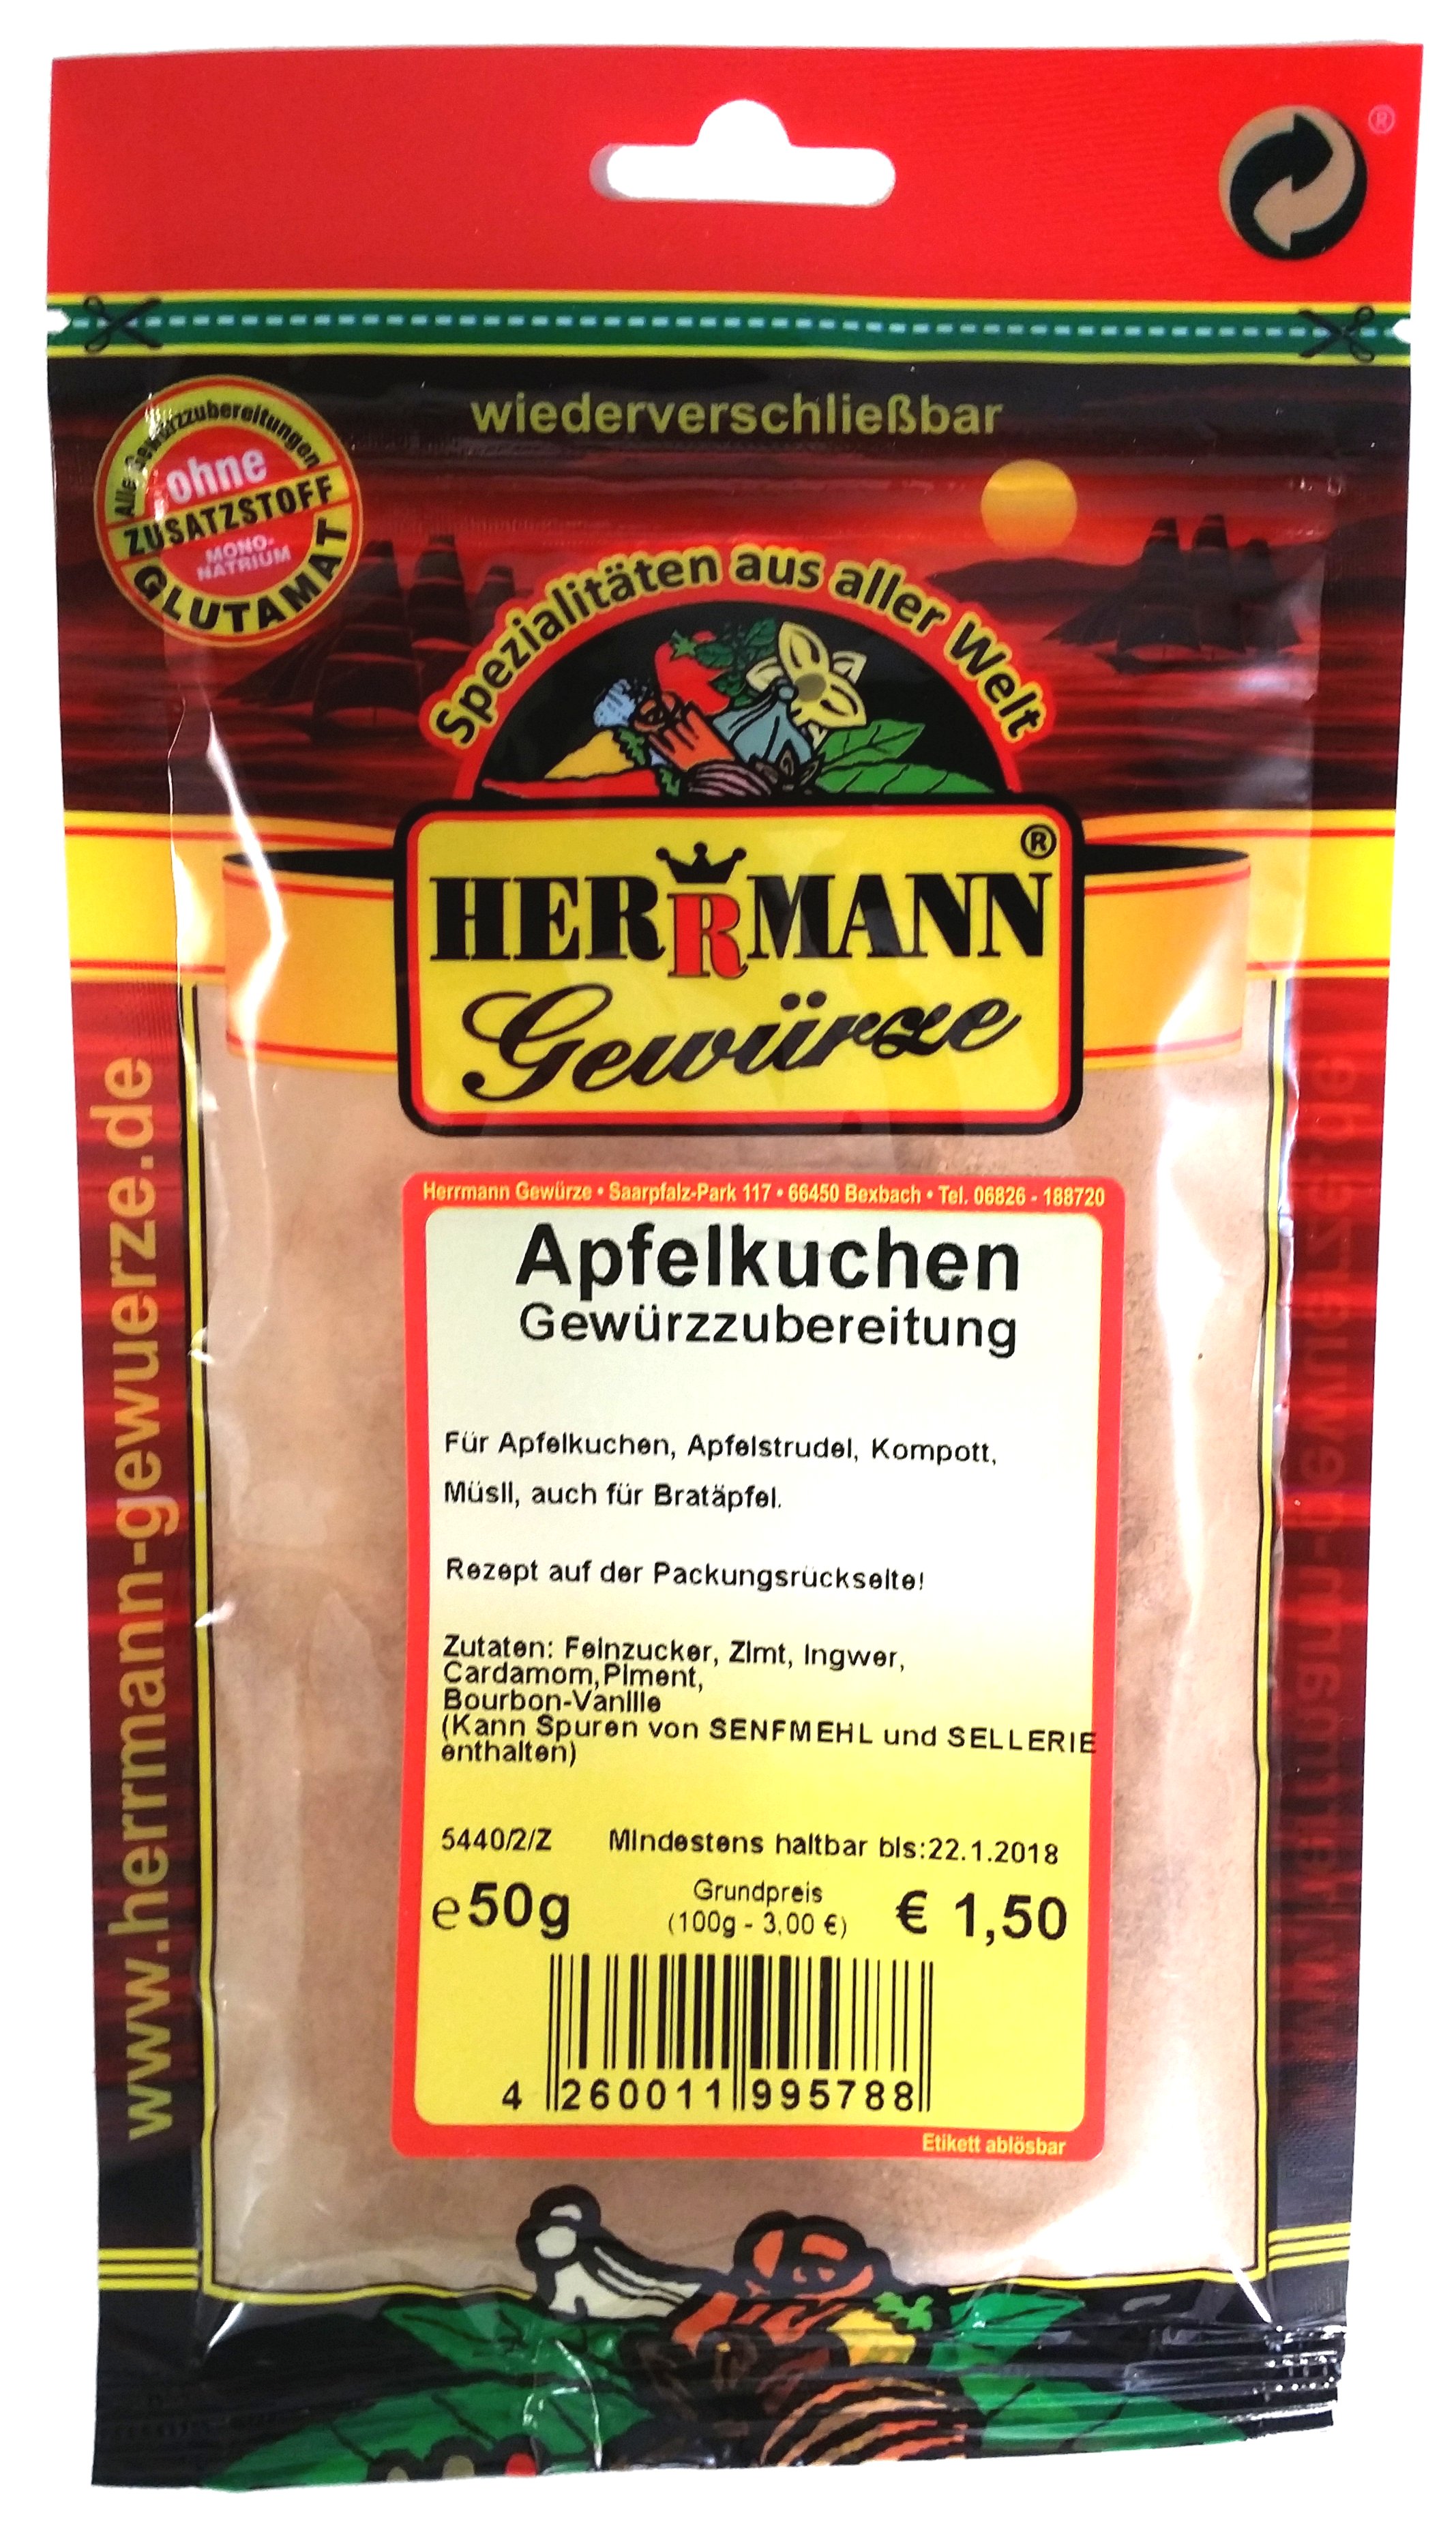 ®
wiederverschließbar
Alle Gewürzzubereitungen
ohne
ZUSATZSTOFF
MONO-
NATRIUM
GLUTAMAT
Spezialitäten aus aller Welt
®
HERRMANN
Gewürze
www.herrmann-gewuerze.de
Herrmann Gewürze • Saarpfalz-Park 117 • 66450 Bexbach • Tel. 06826 - 188720
Apfelkuchen
Gewürzzubereitung
Für Apfelkuchen, Apfelstrudel, Kompott,
Müsli, auch für Bratäpfel.
Rezept auf der Packungsrückseite!
Zutaten: Feinzucker, Zimt, Ingwer,
Cardamom,Piment,
Bourbon-Vanille
(Kann Spuren von SENFMEHL und SELLERIE
enthalten)
5440/2/Z Mindestens haltbar bis:22.1.2018
e50g Grundpreis € 1,50
(100g - 3,00 €)
4 260011 995788
Etikett ablösbar